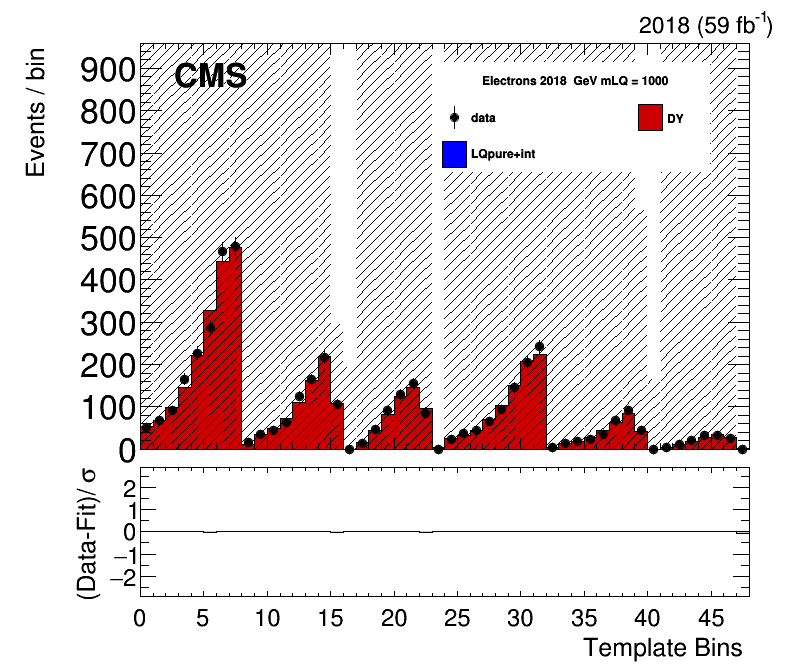 2018 (59 fb-1)
Events / bin
CMS
Electrons 2018 GeV mLQ = 1000
data
DY
LQpure+int
900
800
700
600
500
400
300
200
100
0
(Data-Fit)/ σ
2
1
0
−1
−2
0 5 10 15 20 25 30 35 40 45
Template Bins